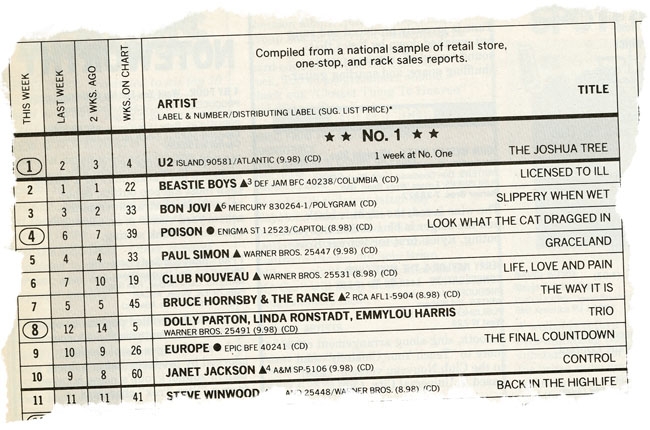 Compiled from a national sample of retail store,
one-stop, and rack sales reports.
THIS WEEK LAST WEEK 2 WKS. AGO WKS. ON CHART ARTIST TITLE
LABEL & NUMBER/DISTRIBUTING LABEL (SUG. LIST PRICE)*
★ ★ No. 1 ★ ★
1 2 3 4 U2 ISLAND 90581/ATLANTIC (9.98) (CD) 1 week at No. One THE JOSHUA TREE
2 1 1 22 BEASTIE BOYS ▲3 DEF JAM BFC 40238/COLUMBIA (CD) LICENSED TO ILL
3 3 2 33 BON JOVI ▲6 MERCURY 830264-1/POLYGRAM (CD) SLIPPERY WHEN WET
4 6 7 39 POISON ● ENIGMA ST 12523/CAPITOL (9.98) (CD) LOOK WHAT THE CAT DRAGGED IN
5 4 4 33 PAUL SIMON ▲ WARNER BROS. 25447 (9.98) (CD) GRACELAND
6 7 10 19 CLUB NOUVEAU ▲ WARNER BROS. 25531 (8.98) (CD) LIFE, LOVE AND PAIN
7 5 5 45 BRUCE HORNSBY & THE RANGE ▲2 RCA AFL1-5904 (8.98) (CD) THE WAY IT IS
8 12 14 5 DOLLY PARTON, LINDA RONSTADT, EMMYLOU HARRIS TRIO
WARNER BROS. 25491 (9.98) (CD)
9 10 9 26 EUROPE ● EPIC BFE 40241 (CD) THE FINAL COUNTDOWN
10 9 8 60 JANET JACKSON ▲4 A&M SP-5106 (9.98) (CD) CONTROL
11 11 11 41 STEVE WINWOOD 25448/WARNER BROS. (8.98) (CD) BACK IN THE HIGHLIFE